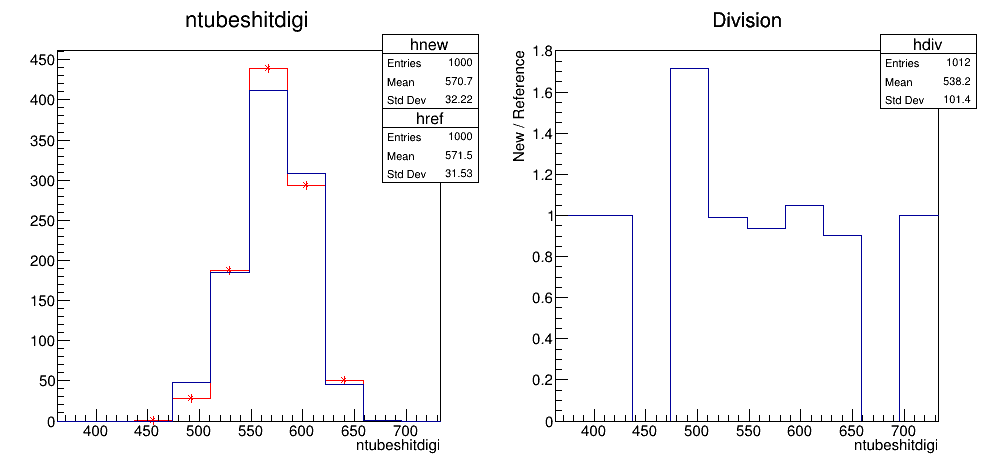 ntubeshitdigi
hnew
Entries 1000
Mean 570.7
Std Dev 32.22
href
Entries 1000
Mean 571.5
Std Dev 31.53
450
400
350
300
250
200
150
100
50
0
400 450 500 550 600 650 700
ntubeshitdigi
Division
hdiv
Entries 1012
Mean 538.2
Std Dev 101.4
New / Reference
1.8
1.6
1.4
1.2
1
0.8
0.6
0.4
0.2
0
400 450 500 550 600 650 700
ntubeshitdigi